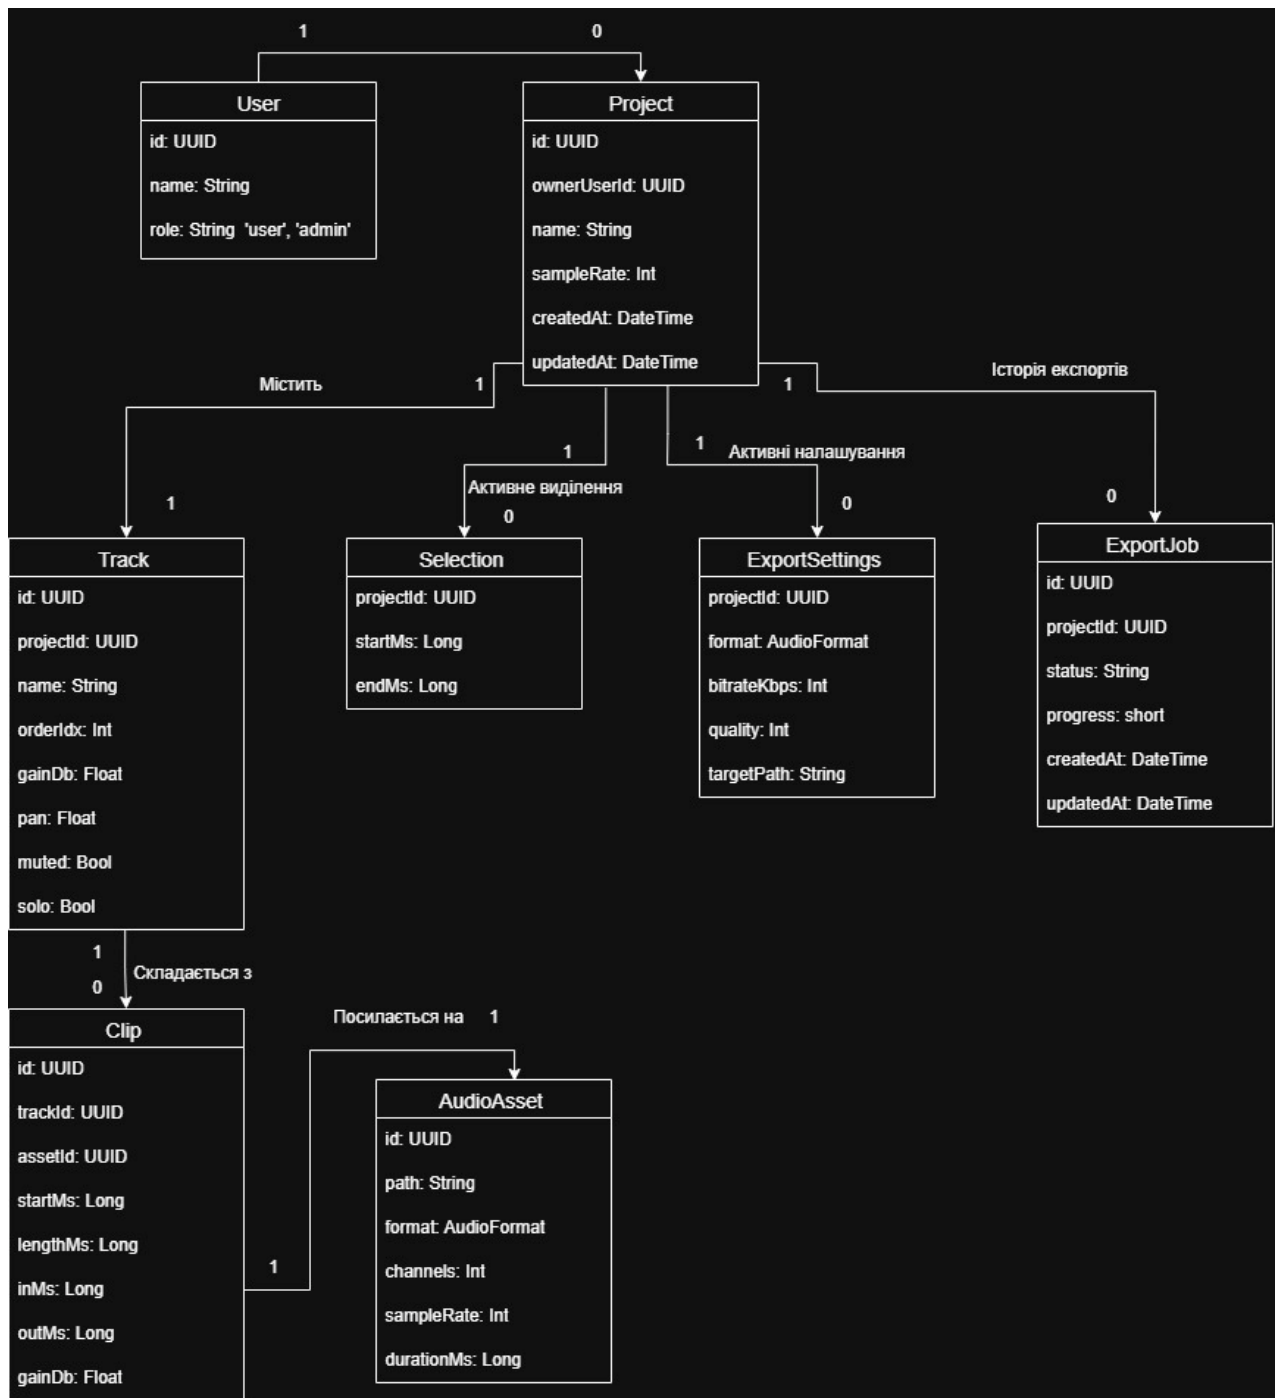 1
0
User
id: UUID
name: String
role: String 'user', 'admin'
Project
id: UUID
ownerUserId: UUID
name: String
sampleRate: Int
createdAt: DateTime
updatedAt: DateTime
Містить
1
1
1
Активне виділення
0
1
Активні налашування
0
1
Історія експортів
0
Track
id: UUID
projectId: UUID
name: String
orderIdx: Int
gainDb: Float
pan: Float
muted: Bool
solo: Bool
Selection
projectId: UUID
startMs: Long
endMs: Long
ExportSettings
projectId: UUID
format: AudioFormat
bitrateKbps: Int
quality: Int
targetPath: String
ExportJob
id: UUID
projectId: UUID
status: String
progress: short
createdAt: DateTime
updatedAt: DateTime
1
Складається з
0
Clip
id: UUID
trackId: UUID
assetId: UUID
startMs: Long
lengthMs: Long
inMs: Long
outMs: Long
gainDb: Float
1
Посилається на 1
AudioAsset
id: UUID
path: String
format: AudioFormat
channels: Int
sampleRate: Int
durationMs: Long